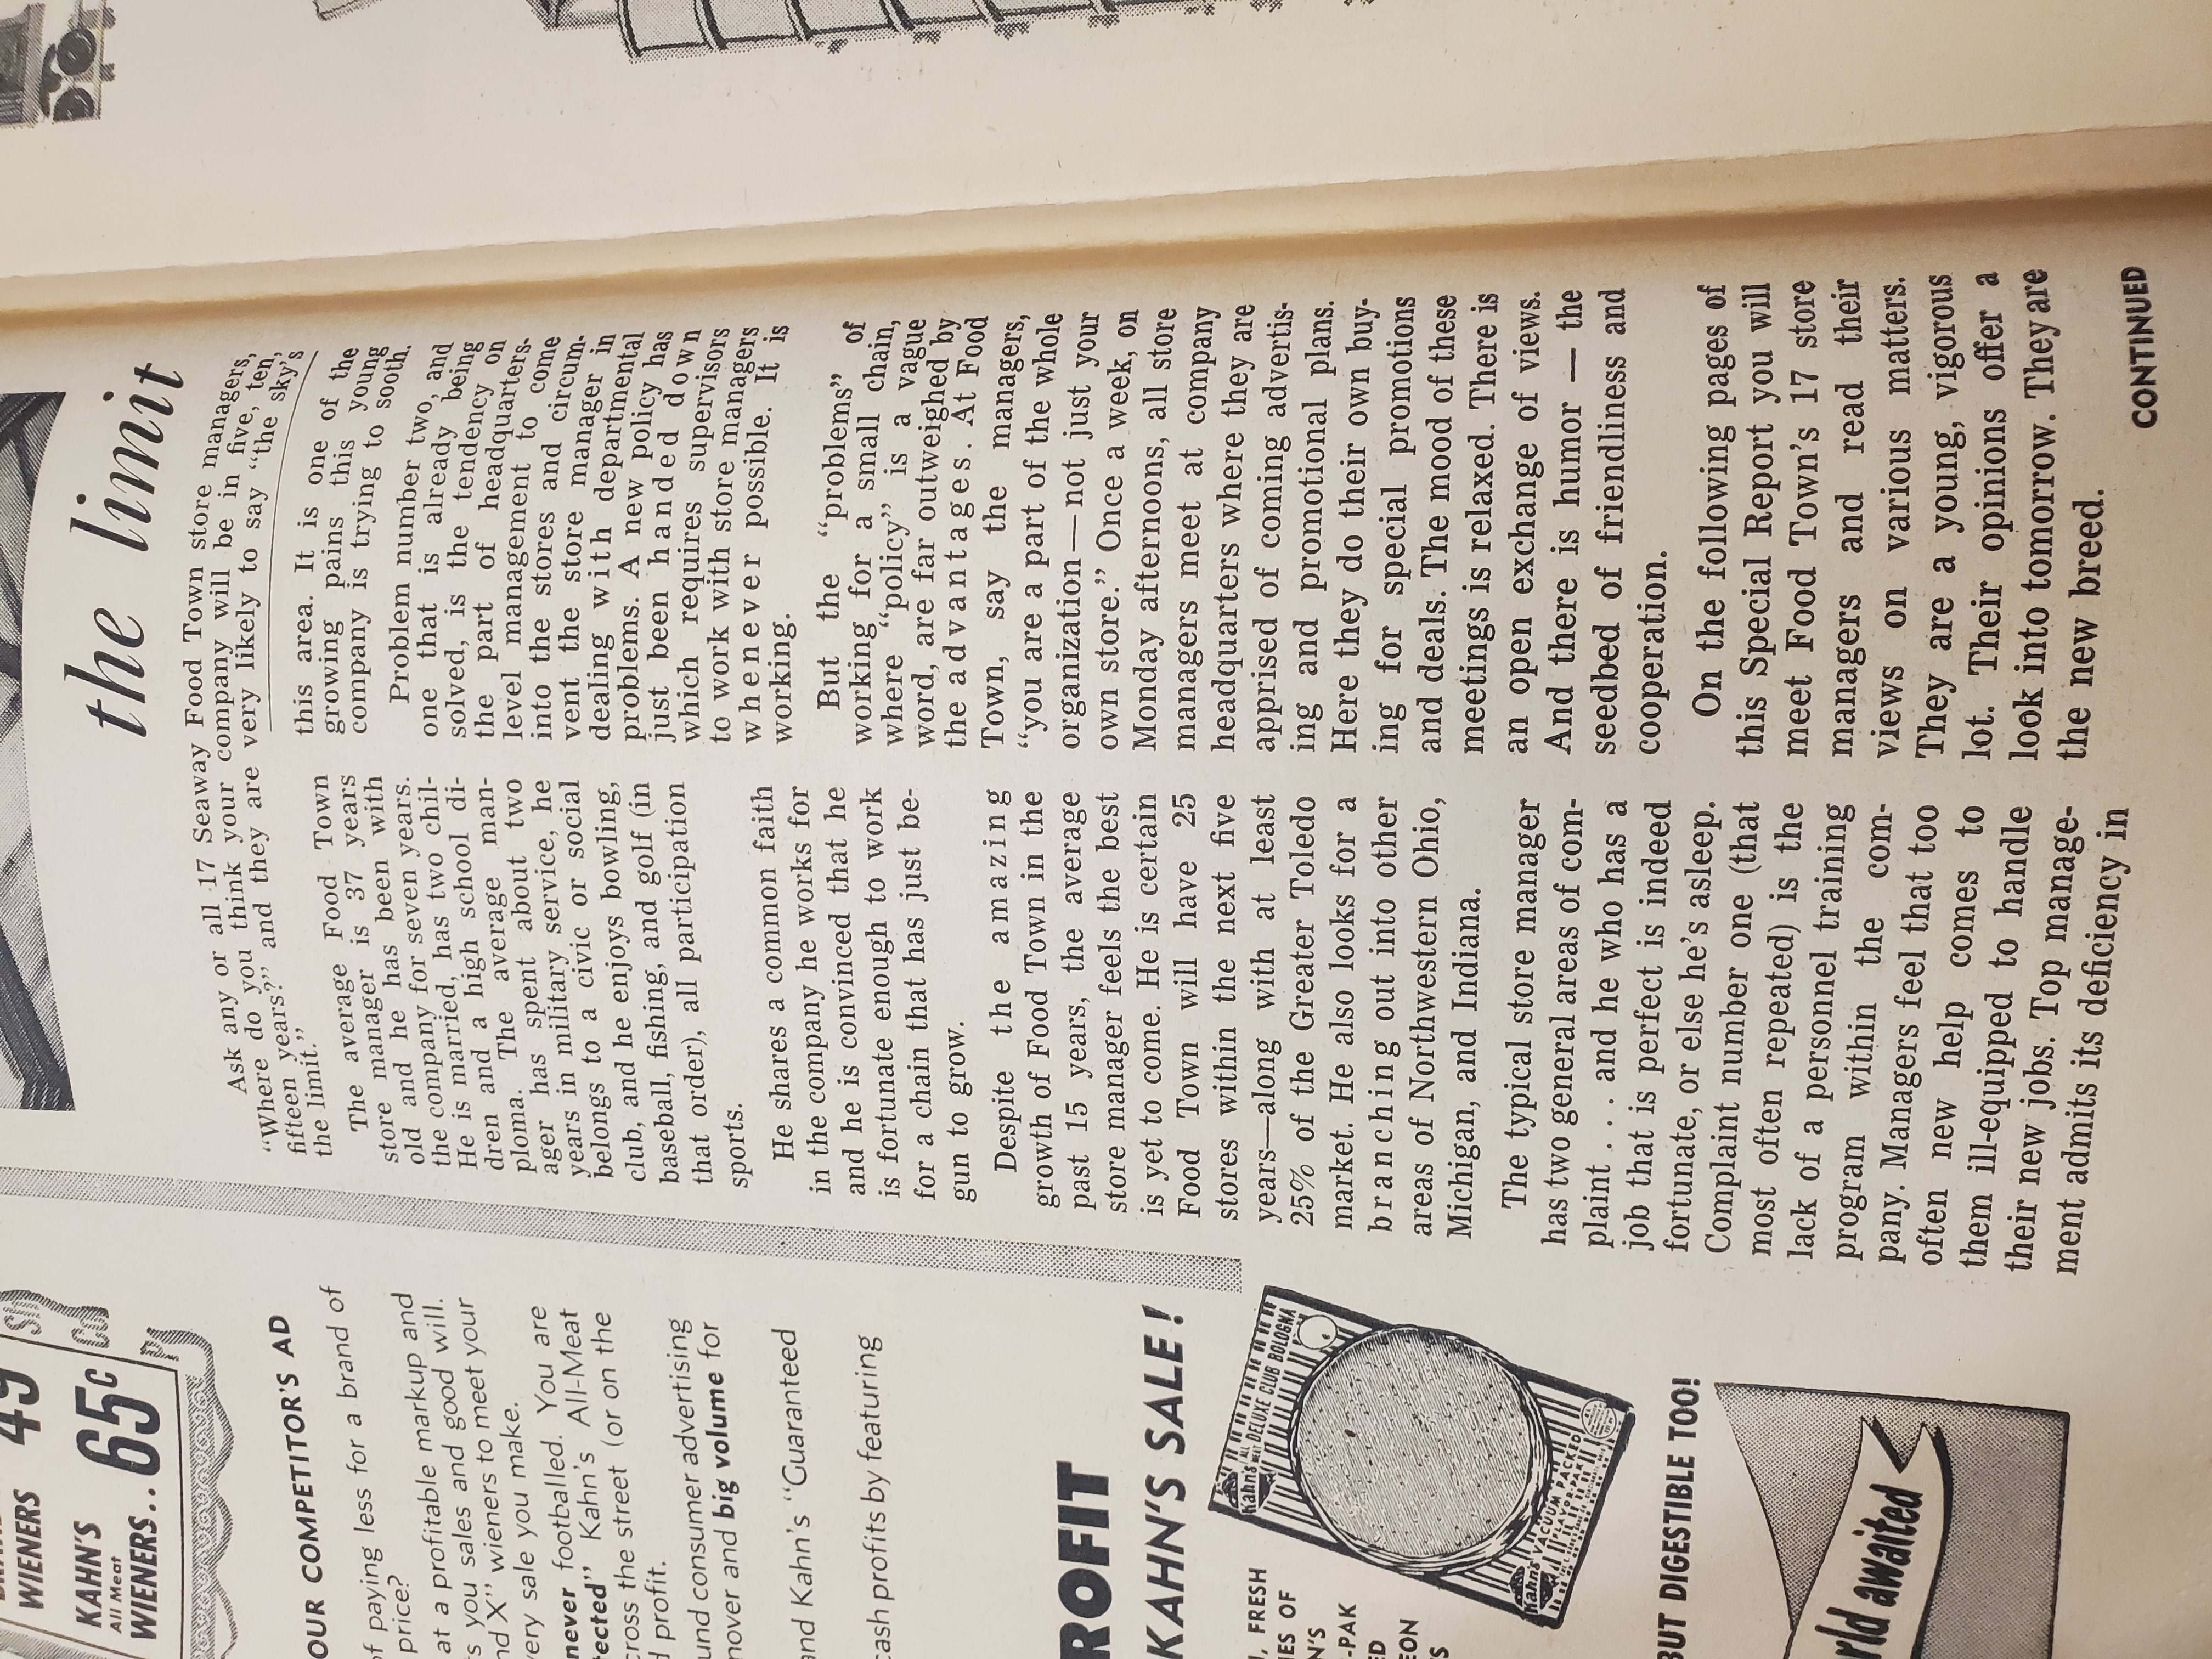 the limit
Ask any or all 17 Seaway Food Town store managers,
“Where do you think your company will be in five, ten,
fifteen years?” and they are very likely to say “the sky’s
the limit.”
The average Food Town
store manager is 37 years
old and he has been with
the company for seven years.
He is married, has two chil-
dren and a high school di-
ploma. The average man-
ager has spent about two
years in military service, he
belongs to a civic or social
club, and he enjoys bowling,
baseball, fishing, and golf (in
that order), all participation
sports.
He shares a common faith
in the company he works for
and he is convinced that he
is fortunate enough to work
for a chain that has just be-
gun to grow.
Despite the amazing
growth of Food Town in the
past 15 years, the average
store manager feels the best
is yet to come. He is certain
Food Town will have 25
stores within the next five
years—along with at least
25% of the Greater Toledo
market. He also looks for a
branching out into other
areas of Northwestern Ohio,
Michigan, and Indiana.
The typical store manager
has two general areas of com-
plaint . . . and he who has a
job that is perfect is indeed
fortunate, or else he’s asleep.
Complaint number one (that
most often repeated) is the
lack of a personnel training
program within the com-
pany. Managers feel that too
often new help comes to
them ill-equipped to handle
their new jobs. Top manage-
ment admits its deficiency in
this area. It is one of the
growing pains this young
company is trying to sooth.
Problem number two, and
one that is already being
solved, is the tendency on
the part of headquarters-
level management to come
into the stores and circum-
vent the store manager in
dealing with departmental
problems. A new policy has
just been handed down
which requires supervisors
to work with store managers
whenever possible. It is
working.
But the “problems” of
working for a small chain,
where “policy” is a vague
word, are far outweighed by
the advantages. At Food
Town, say the managers,
“you are a part of the whole
organization—not just your
own store.” Once a week, on
Monday afternoons, all store
managers meet at company
headquarters where they are
apprised of coming advertis-
ing and promotional plans.
Here they do their own buy-
ing for special promotions
and deals. The mood of these
meetings is relaxed. There is
an open exchange of views.
And there is humor — the
seedbed of friendliness and
cooperation.
On the following pages of
this Special Report you will
meet Food Town’s 17 store
managers and read their
views on various matters.
They are a young, vigorous
lot. Their opinions offer a
look into tomorrow. They are
the new breed.
CONTINUED
WIENERS 49
KAHN’S
All Meat
WIENERS.. 65c
OUR COMPETITOR’S AD
of paying less for a brand of
price?
at a profitable markup and
s you sales and good will.
nd X” wieners to meet your
very sale you make.
never footballed. You are
tected” Kahn’s All-Meat
cross the street (or on the
d profit.
und consumer advertising
nover and big volume for
and Kahn’s “Guaranteed
cash profits by featuring
ROFIT
KAHN’S SALE!
, FRESH
IES OF
N’S
-PAK
ED
EON
S
Kahn’s ALL MEAT DELUXE CLUB BOLOGNA
Kahn’s VACUUM PACKED
FLAVOR SEPAK
BUT DIGESTIBLE TOO!
rld awaited